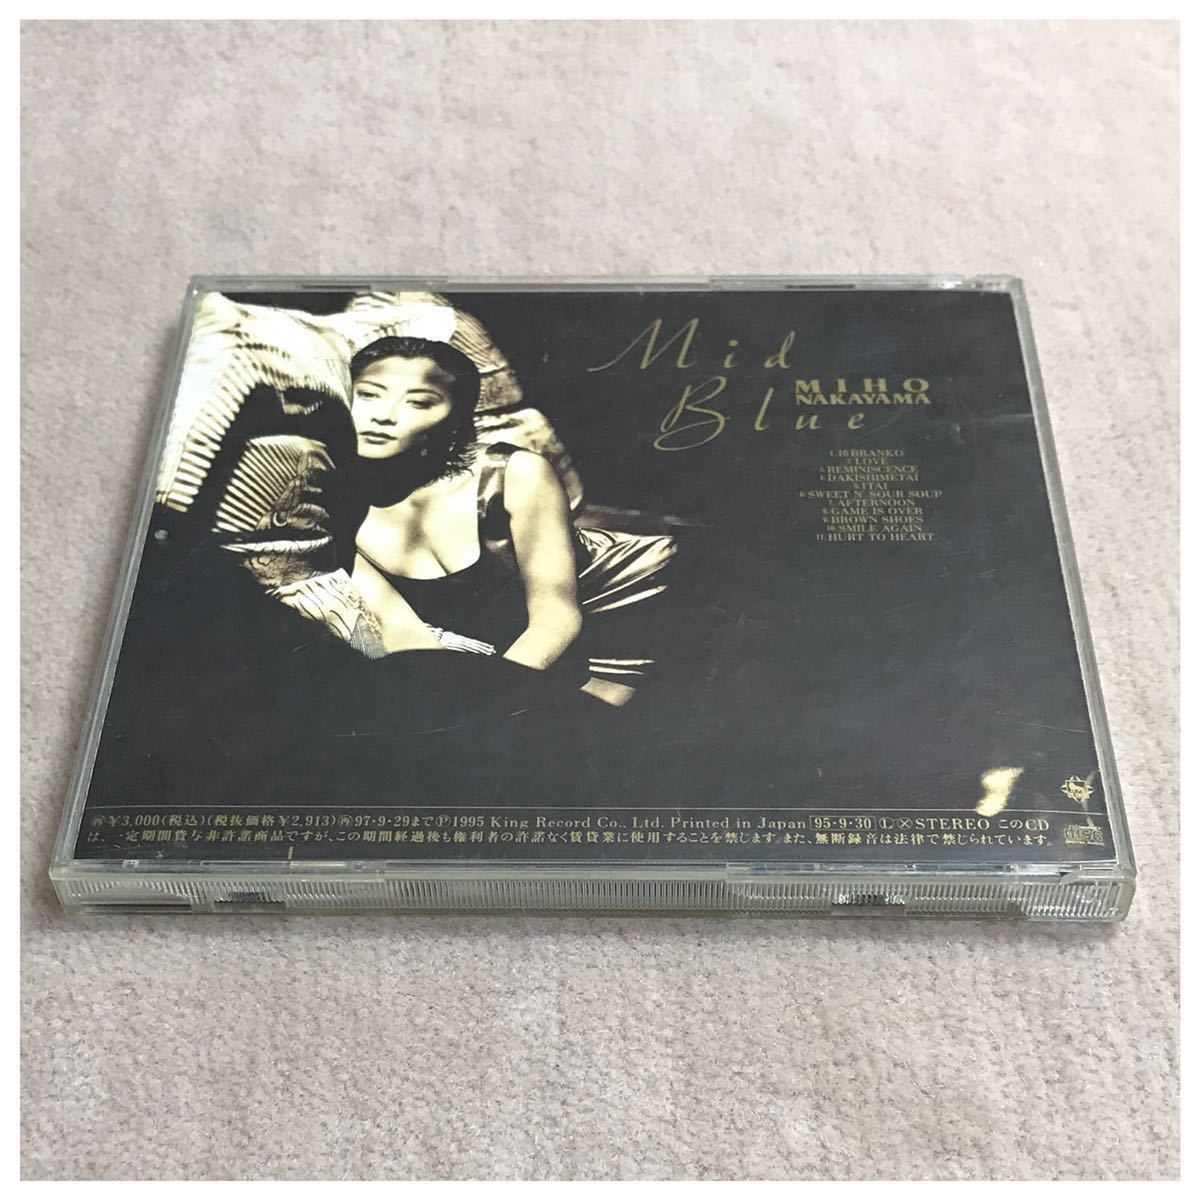 Mid
Blue
MIHO
NAKAYAMA
1. 16 BRANKO
2. LOVE
3. REMINISCENCE
4. DAKISHIMETAI
5. ITAI
6. SWEET N' SOUR SOUP
7. AFTERNOON
8. GAME IS OVER
9. BROWN SHOES
10. SMILE AGAIN
11. HURT TO HEART
㋮¥3,000(税込)(税抜価格¥2,913)㋮97・9・29まで Ⓟ1995 King Record Co., Ltd. Printed in Japan 95・9・30 Ⓛ Ⓧ STEREO このCD
は、一定期間貸与非許諾商品ですが、この期間経過後も権利者の許諾なく賃貸業に使用することを禁じます。また、無断録音は法律で禁じられています。